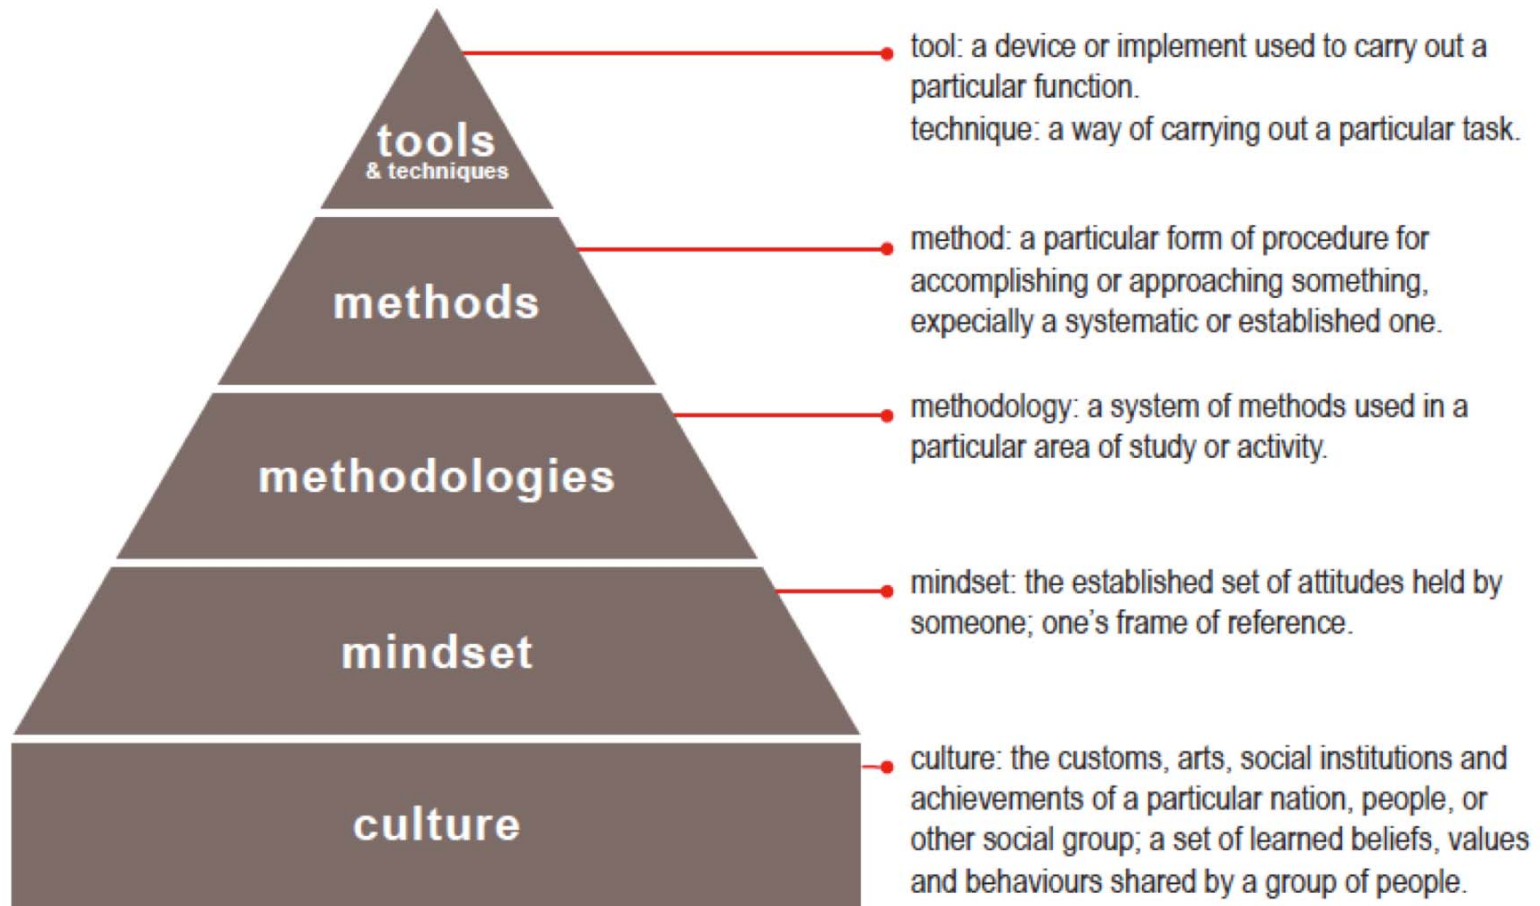 tools
& techniques
tool: a device or implement used to carry out a
particular function.
technique: a way of carrying out a particular task.
methods
method: a particular form of procedure for
accomplishing or approaching something,
expecially a systematic or established one.
methodologies
methodology: a system of methods used in a
particular area of study or activity.
mindset
mindset: the established set of attitudes held by
someone; one’s frame of reference.
culture
culture: the customs, arts, social institutions and
achievements of a particular nation, people, or
other social group; a set of learned beliefs, values
and behaviours shared by a group of people.